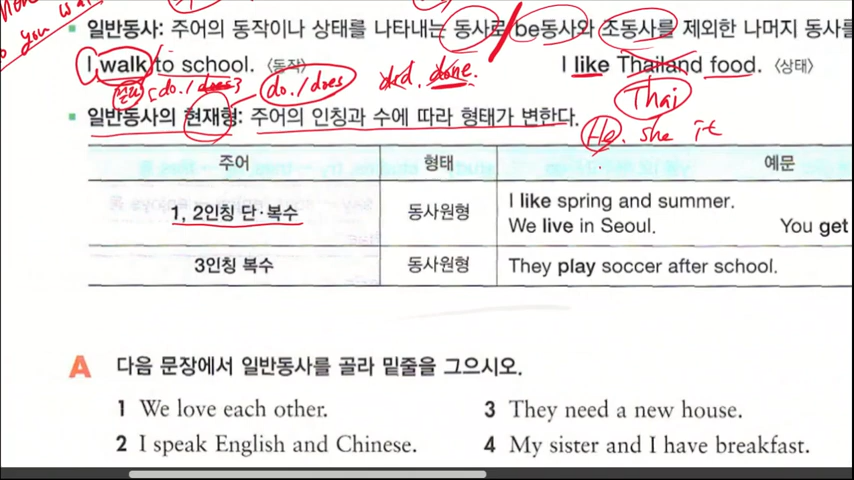 일반동사: 주어의 동작이나 상태를 나타내는 동사로 be동사와 조동사를 제외한 나머지 동사를
I walk to school. <동작> I like Thailand food. <상태>
do / does do / does did. done. Thai
일반동사의 현재형: 주어의 인칭과 수에 따라 형태가 변한다.
He. she it
주어 형태 예문
1, 2인칭 단·복수 동사원형 I like spring and summer.
We live in Seoul. You get
3인칭 복수 동사원형 They play soccer after school.
A 다음 문장에서 일반동사를 골라 밑줄을 그으시오.
1 We love each other. 3 They need a new house.
2 I speak English and Chinese. 4 My sister and I have breakfast.